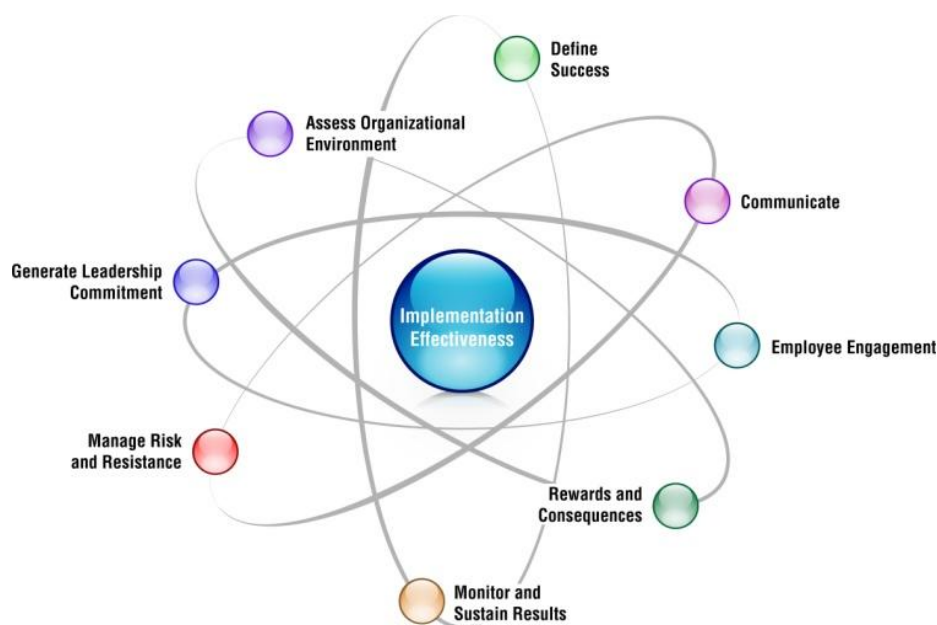 Define
Success
Assess Organizational
Environment
Communicate
Generate Leadership
Commitment
Implementation
Effectiveness
Employee Engagement
Manage Risk
and Resistance
Rewards and
Consequences
Monitor and
Sustain Results